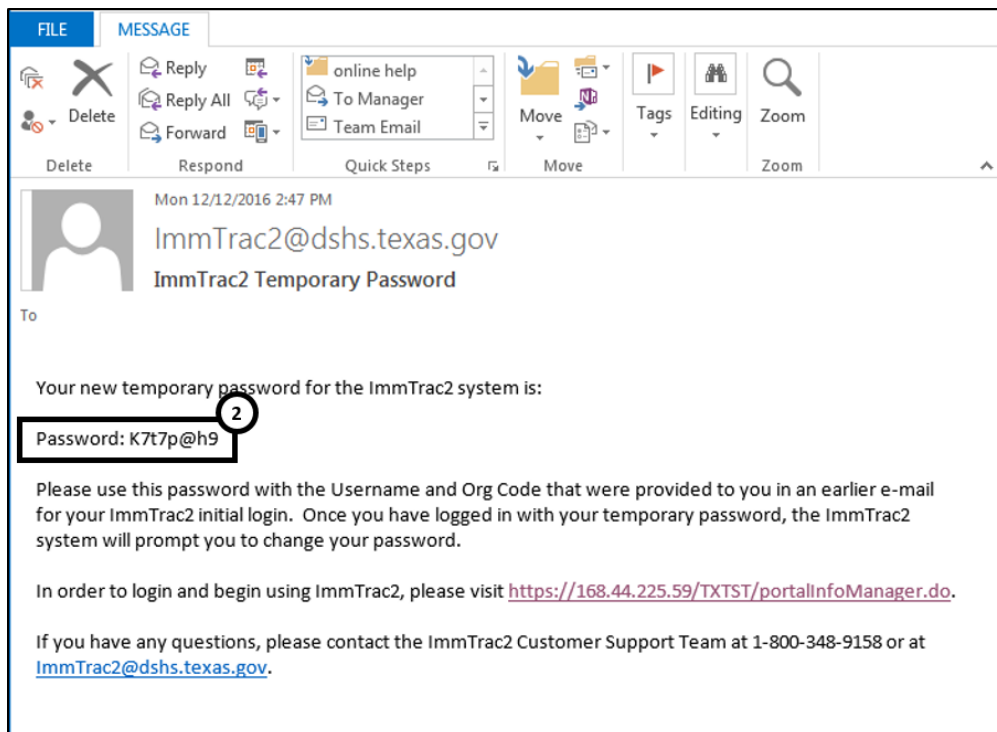 FILE MESSAGE
Delete
Reply
Reply All
Forward
online help
To Manager
Team Email
Move
Tags
Editing
Zoom
Delete Respond Quick Steps Move Zoom
Mon 12/12/2016 2:47 PM
ImmTrac2@dshs.texas.gov
ImmTrac2 Temporary Password
To
Your new temporary password for the ImmTrac2 system is:
2
Password: K7t7p@h9
Please use this password with the Username and Org Code that were provided to you in an earlier e-mail
for your ImmTrac2 initial login. Once you have logged in with your temporary password, the ImmTrac2
system will prompt you to change your password.
In order to login and begin using ImmTrac2, please visit https://168.44.225.59/TXTST/portalInfoManager.do.
If you have any questions, please contact the ImmTrac2 Customer Support Team at 1-800-348-9158 or at
ImmTrac2@dshs.texas.gov.